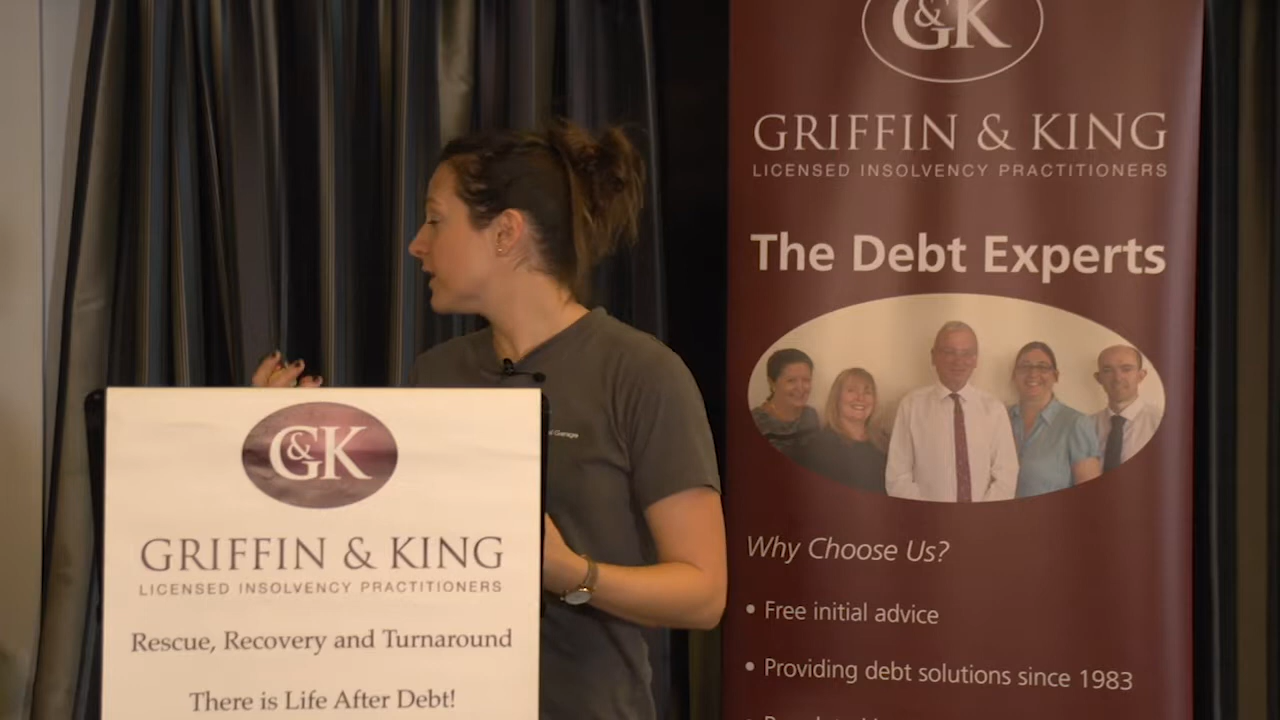 G&K
GRIFFIN & KING
LICENSED INSOLVENCY PRACTITIONERS
Rescue, Recovery and Turnaround
There is Life After Debt!
G&K
GRIFFIN & KING
LICENSED INSOLVENCY PRACTITIONERS
The Debt Experts
Why Choose Us?
• Free initial advice
• Providing debt solutions since 1983